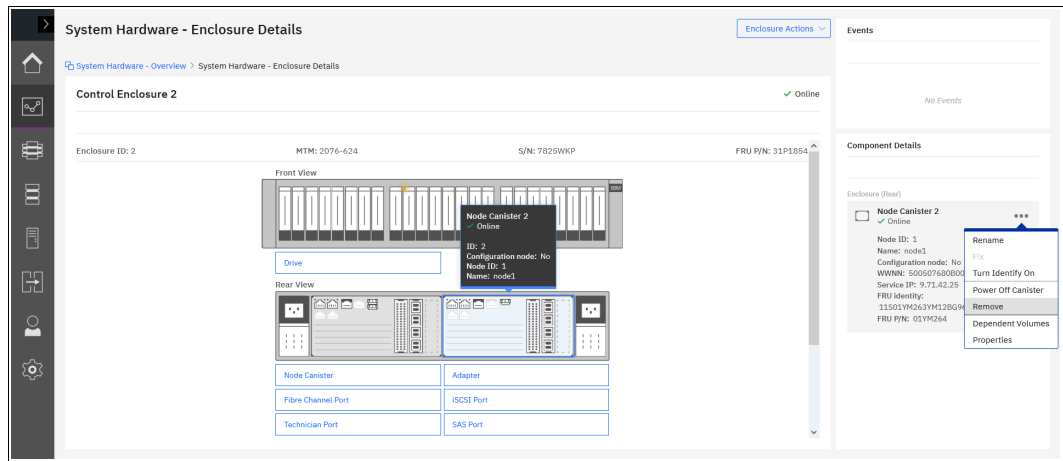 System Hardware - Enclosure Details
Enclosure Actions
System Hardware - Overview > System Hardware - Enclosure Details
Control Enclosure 2
Online
Enclosure ID: 2
MTM: 2076-624
S/N: 7825WKP
FRU P/N: 31P1854
Front View
IBM
Node Canister 2
Online
ID: 2
Configuration node: No
Node ID: 1
Name: node1
Drive
Rear View
Node Canister
Adapter
Fibre Channel Port
iSCSI Port
Technician Port
SAS Port
Events
No Events
Component Details
Enclosure (Rear)
Node Canister 2
Online
Node ID: 1
Name: node1
Configuration node: No
WWNN: 500507680B00
Service IP: 9.71.42.25
FRU identity:
11S01YM263YM12BG9
FRU P/N: 01YM264
Rename
Fix
Turn Identify On
Power Off Canister
Remove
Dependent Volumes
Properties